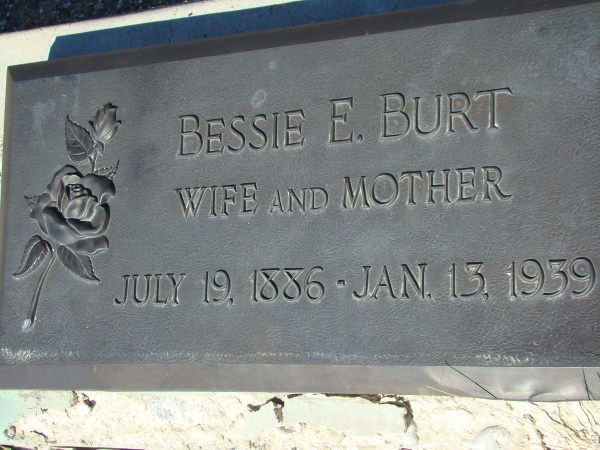 BESSIE E. BURT
WIFE AND MOTHER
JULY 19, 1886 - JAN. 13, 1939